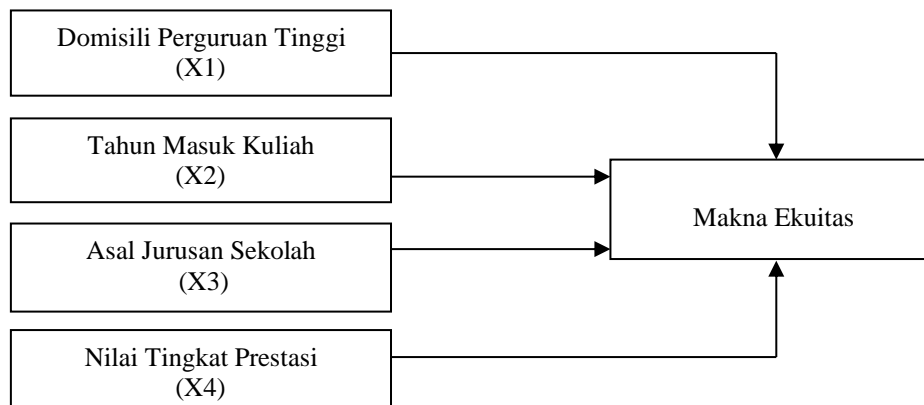 Domisili Perguruan Tinggi
(X1)
Tahun Masuk Kuliah
(X2)
Asal Jurusan Sekolah
(X3)
Nilai Tingkat Prestasi
(X4)
Makna Ekuitas